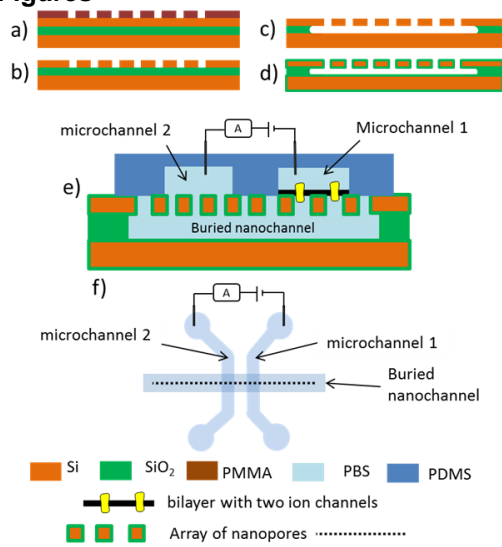 Figures
a)
c)
b)
d)
microchannel 2
A
Microchannel 1
e)
Buried nanochannel
f)
A
microchannel 2
microchannel 1
Buried
nanochannel
Si
SiO₂
PMMA
PBS
PDMS
bilayer with two ion channels
Array of nanopores